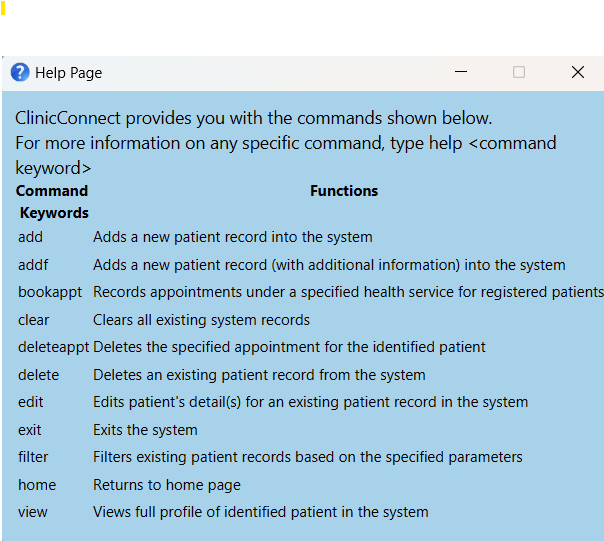 Help Page
ClinicConnect provides you with the commands shown below.
For more information on any specific command, type help <command
keyword>
Command Functions
Keywords
add Adds a new patient record into the system
addf Adds a new patient record (with additional information) into the system
bookappt Records appointments under a specified health service for registered patients
clear Clears all existing system records
deleteappt Deletes the specified appointment for the identified patient
delete Deletes an existing patient record from the system
edit Edits patient's detail(s) for an existing patient record in the system
exit Exits the system
filter Filters existing patient records based on the specified parameters
home Returns to home page
view Views full profile of identified patient in the system